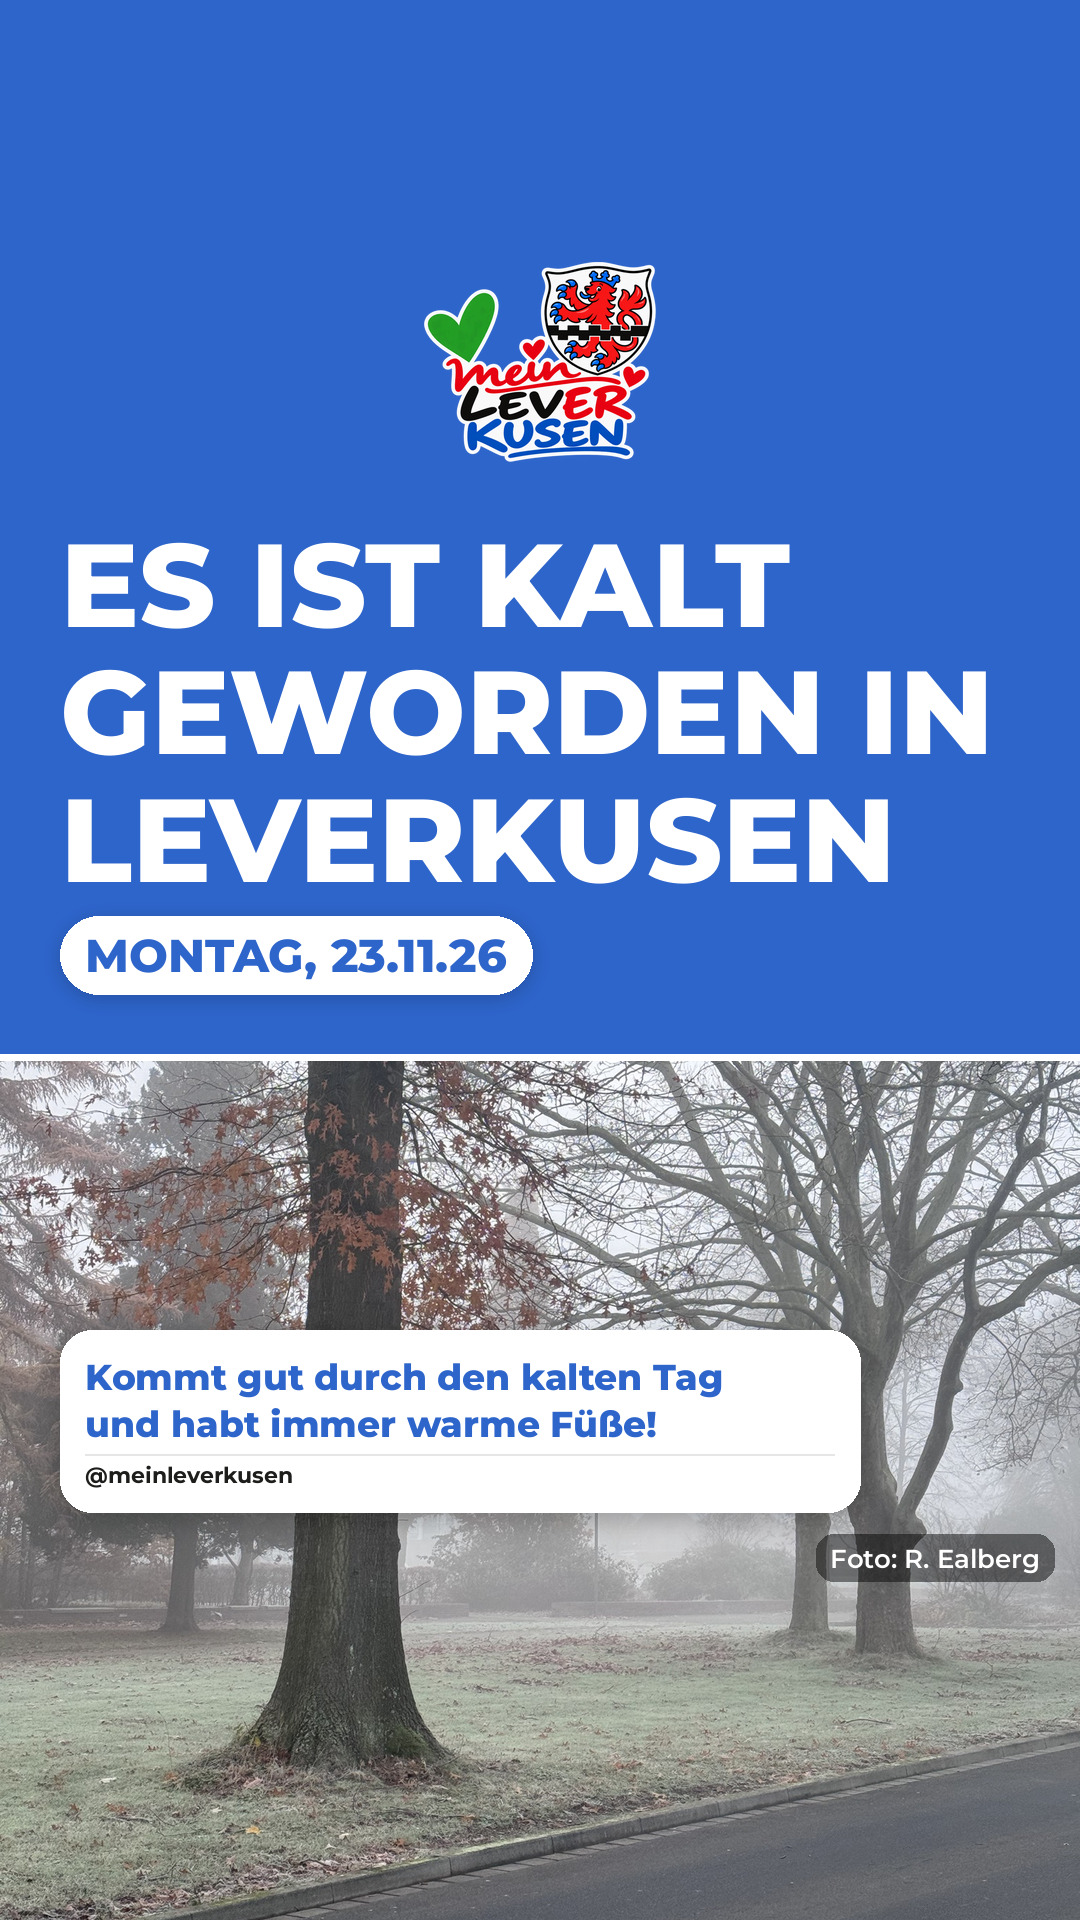 mein
LEVER
KUSEN
ES IST KALT
GEWORDEN IN
LEVERKUSEN
MONTAG, 23.11.26
Kommt gut durch den kalten Tag
und habt immer warme Füße!
@meinleverkusen
Foto: R. Ealberg